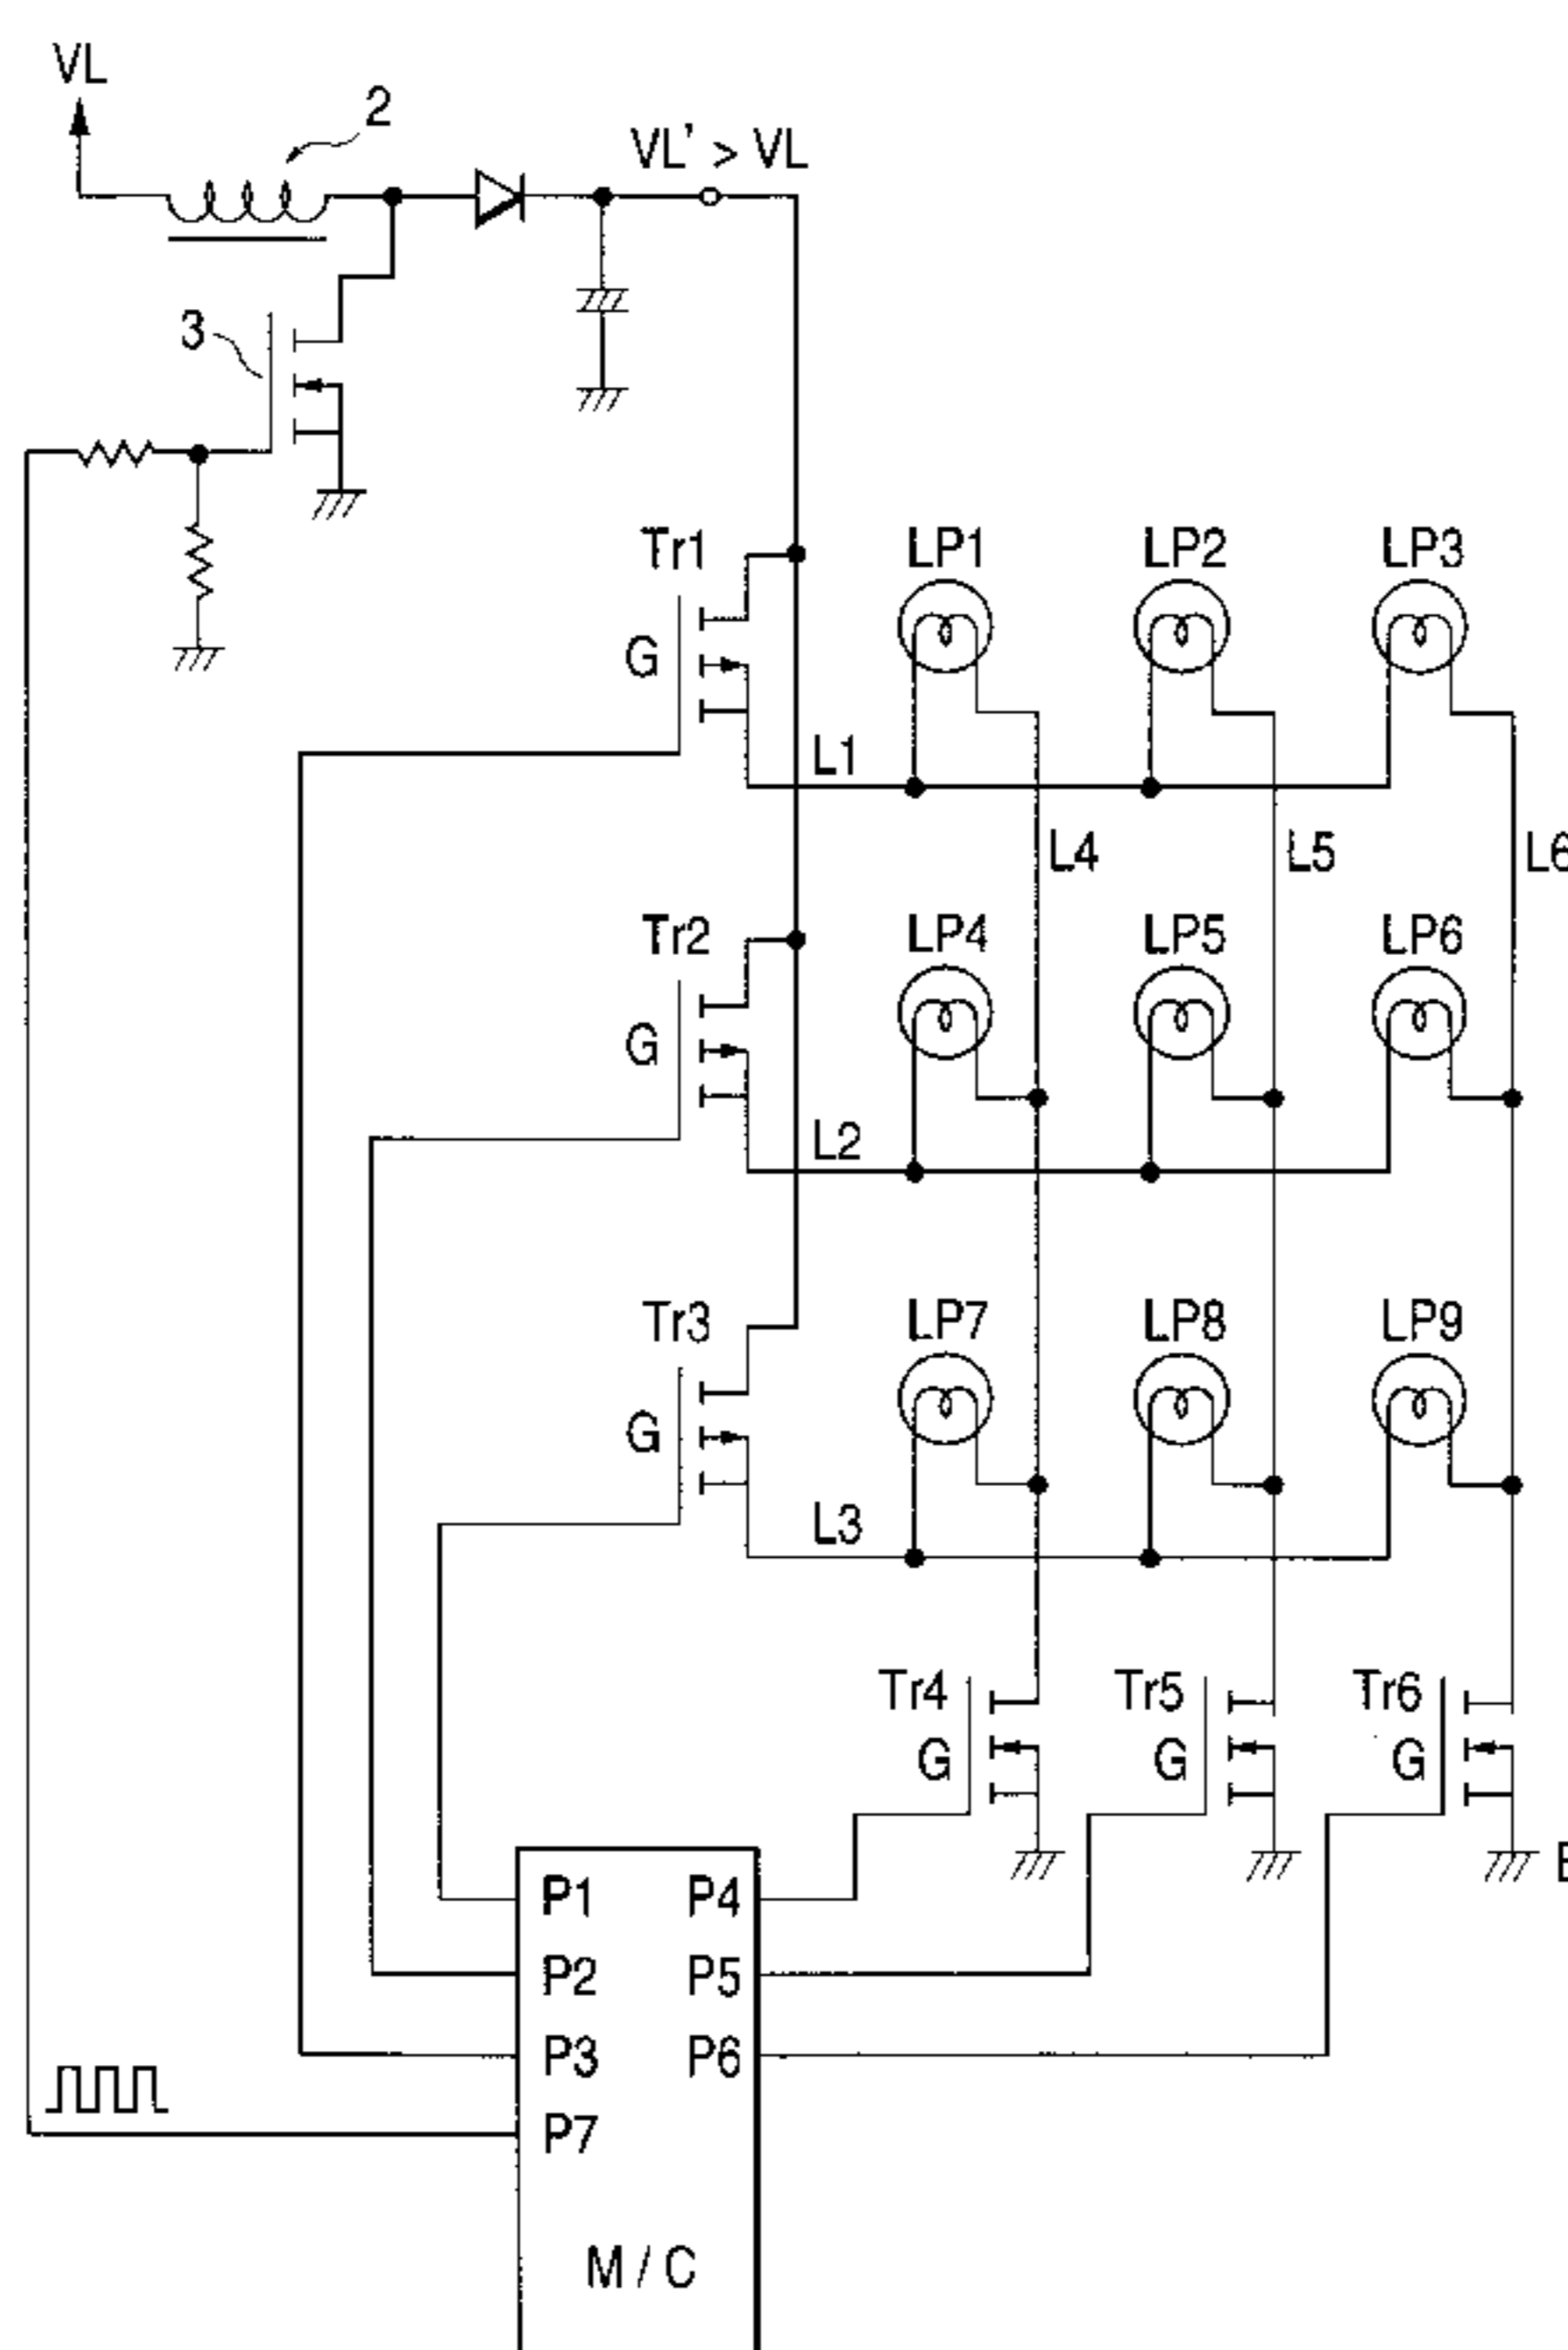 VL
2
VL' > VL
3
Tr1 LP1 LP2 LP3
G
L1
L4 L5 L6
Tr2 LP4 LP5 LP6
G
L2
Tr3 LP7 LP8 LP9
G
L3
Tr4 Tr5 Tr6
G G G
E
P1 P4
P2 P5
P3 P6
P7
M / C